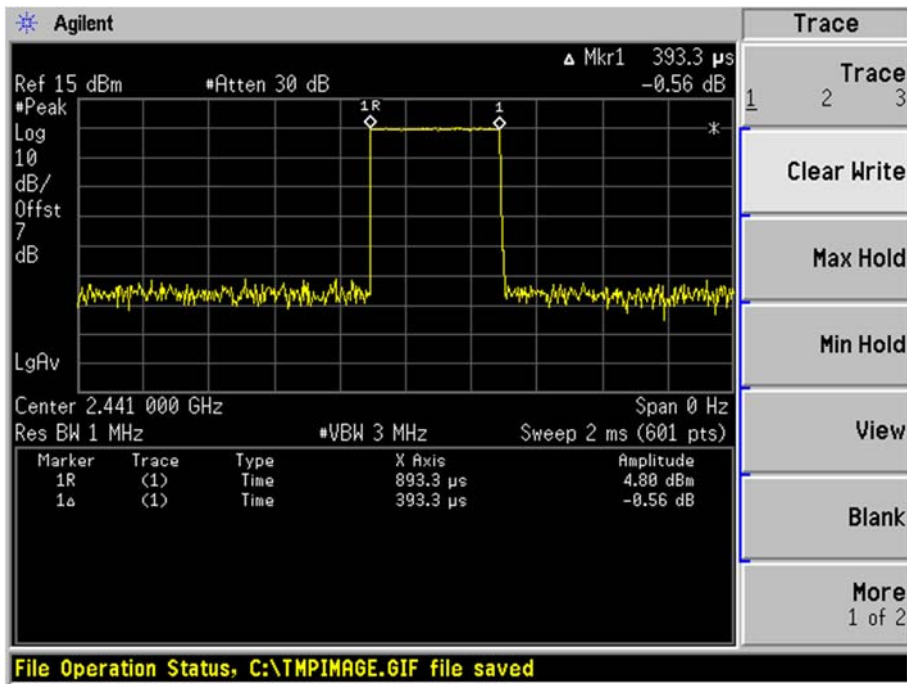 Agilent
Trace
Δ Mkr1 393.3 µs
Ref 15 dBm #Atten 30 dB -0.56 dB
#Peak
Log
10
dB/
Offst
7
dB
LgAv
1R 1
*
Center 2.441 000 GHz Span 0 Hz
Res BW 1 MHz #VBW 3 MHz Sweep 2 ms (601 pts)
Marker Trace Type X Axis Amplitude
1R (1) Time 893.3 µs 4.80 dBm
1Δ (1) Time 393.3 µs -0.56 dB
Trace
1 2 3
Clear Write
Max Hold
Min Hold
View
Blank
More
1 of 2
File Operation Status, C:\TMPIMAGE.GIF file saved